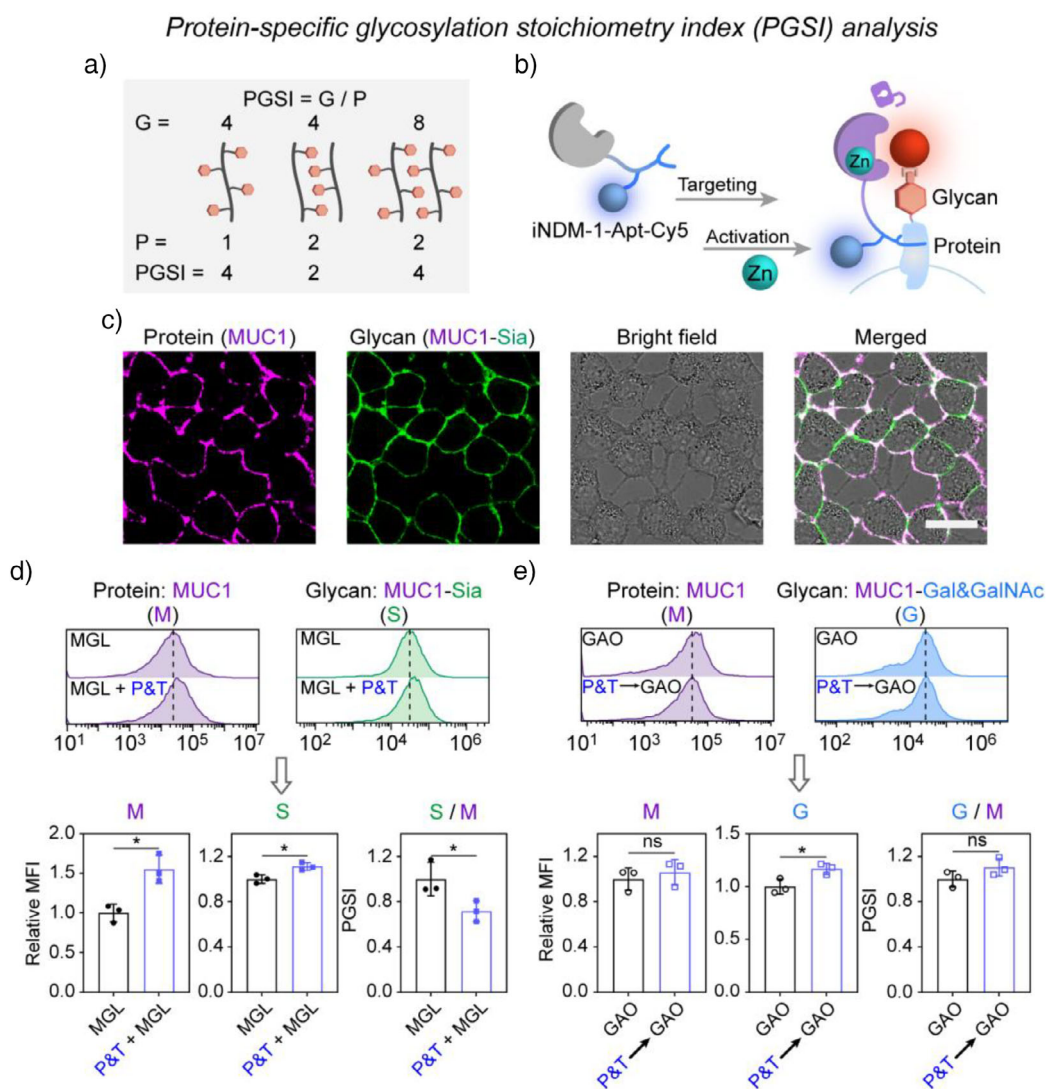 Protein-specific glycosylation stoichiometry index (PGSI) analysis
a)
PGSI = G / P
G = 4 4 8
P = 1 2 2
PGSI = 4 2 4
b)
Zn
Targeting
Glycan
iNDM-1-Apt-Cy5
Activation
Protein
Zn
c)
Protein (MUC1) Glycan (MUC1-Sia) Bright field Merged
d)
Protein: MUC1
(M)
MGL
MGL + P&T
10¹ 10³ 10⁵ 10⁷
Glycan: MUC1-Sia
(S)
MGL
MGL + P&T
10² 10⁴ 10⁶
M
Relative MFI
2.0
1.5
1.0
0.5
0.0
*
MGL
P&T + MGL
S
1.2
0.8
0.4
0.0
*
MGL
P&T + MGL
S / M
PGSI
1.2
0.8
0.4
0.0
*
MGL
P&T + MGL
e)
Protein: MUC1
(M)
GAO
P&T→GAO
10¹ 10³ 10⁵ 10⁷
Glycan: MUC1-Gal&GalNAc
(G)
GAO
P&T→GAO
10² 10⁴ 10⁶
M
Relative MFI
1.2
0.8
0.4
0.0
ns
GAO
P&T→GAO
G
1.5
1.0
0.5
0.0
*
GAO
P&T→GAO
G / M
PGSI
1.2
0.8
0.4
0.0
ns
GAO
P&T→GAO